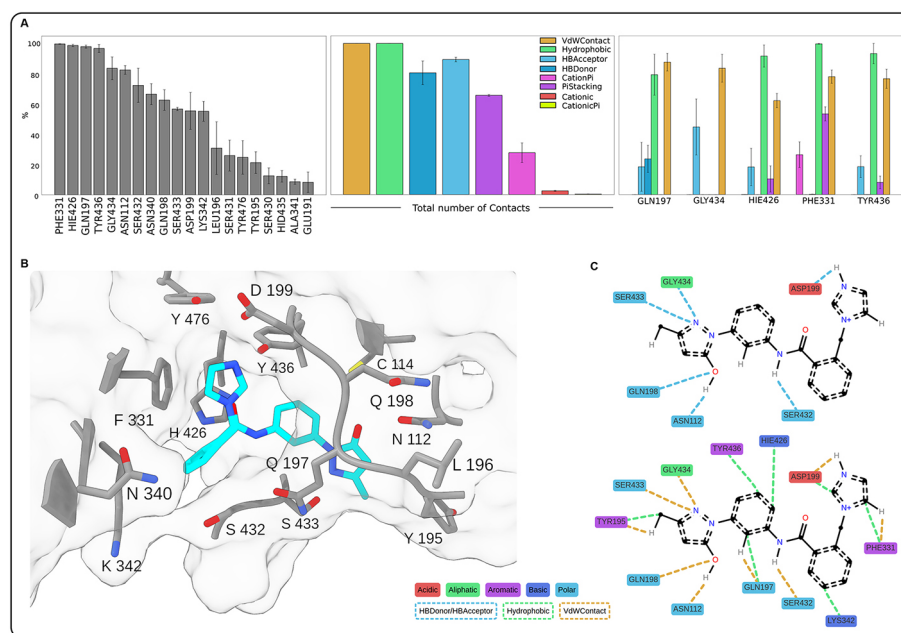 A
100
80
60
40
20
0
%
PHE331
HIE426
GLN197
TYR436
GLY434
ASN112
SER432
ASN340
GLN198
SER433
ASP199
LYS342
LEU196
SER431
TYR476
TYR195
SER430
HID435
ALA341
GLU191
VdWContact
Hydrophobic
HBAcceptor
HBDonor
CationPi
PiStacking
Cationic
CationicPi
Total number of Contacts
GLN197 GLY434 HIE426 PHE331 TYR436
B
D 199
Y 476
Y 436
C 114
Q 198
F 331
H 426
N 112
Q 197
L 196
N 340
S 432
S 433
Y 195
K 342
Acidic Aliphatic Aromatic Basic Polar
HBDonor/HBAcceptor Hydrophobic VdWContact
C
H
GLY434
ASP199
N
SER433
N+
H
N
N
O
H
N
O
H
GLN198
H
H
ASN112
SER432
HIE426
TYR436
H
GLY434
ASP199
N
SER433
N+
H
TYR195
N
N
O
H
N
PHE331
O
H
GLN198
H
H
GLN197
ASN112
SER432
LYS342